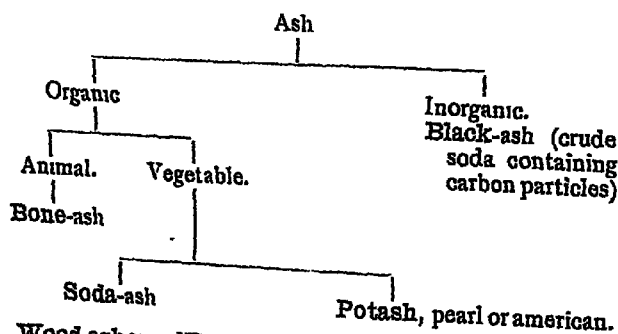 Ash
Organic
Inorganic.
Black-ash (crude
soda containing
carbon particles)
Animal.
Vegetable.
Bone-ash
Soda-ash
Potash, pearl or american.